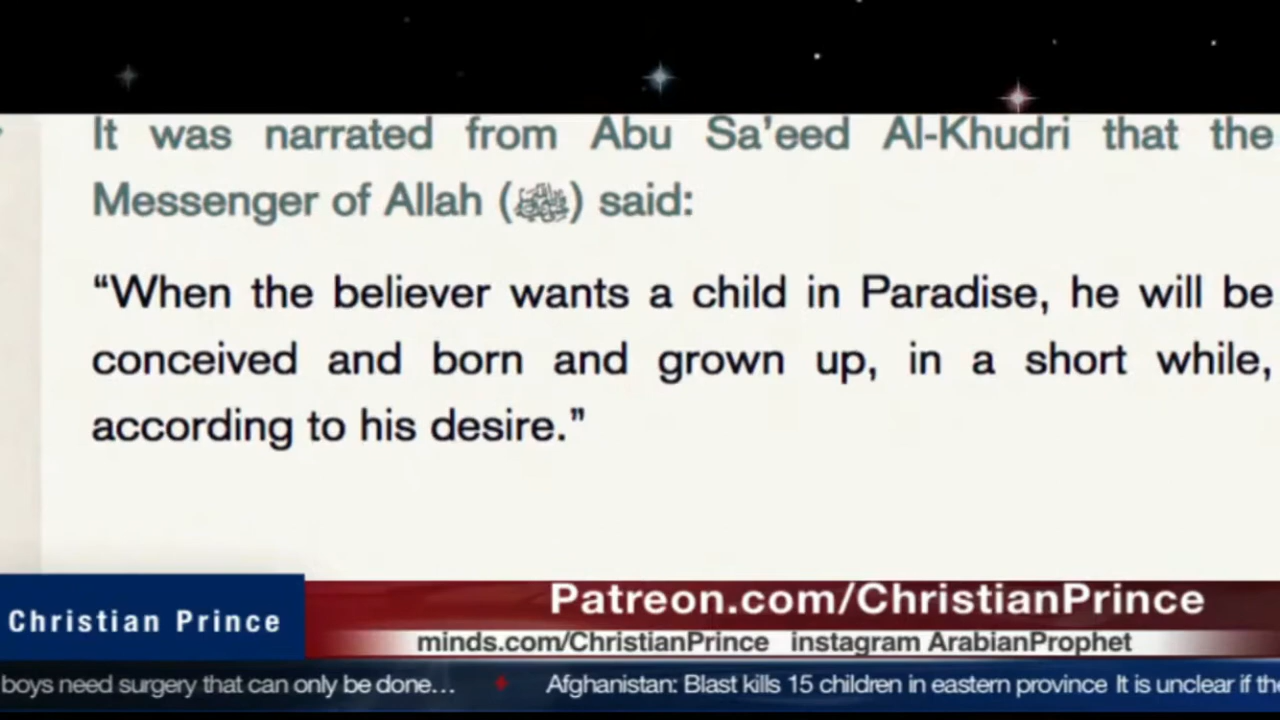 It was narrated from Abu Sa’eed Al-Khudri that the
Messenger of Allah (ﷺ) said:
“When the believer wants a child in Paradise, he will be
conceived and born and grown up, in a short while,
according to his desire.”
Christian Prince
Patreon.com/ChristianPrince
minds.com/ChristianPrince instagram ArabianProphet
boys need surgery that can only be done… ♦ Afghanistan: Blast kills 15 children in eastern province It is unclear if the